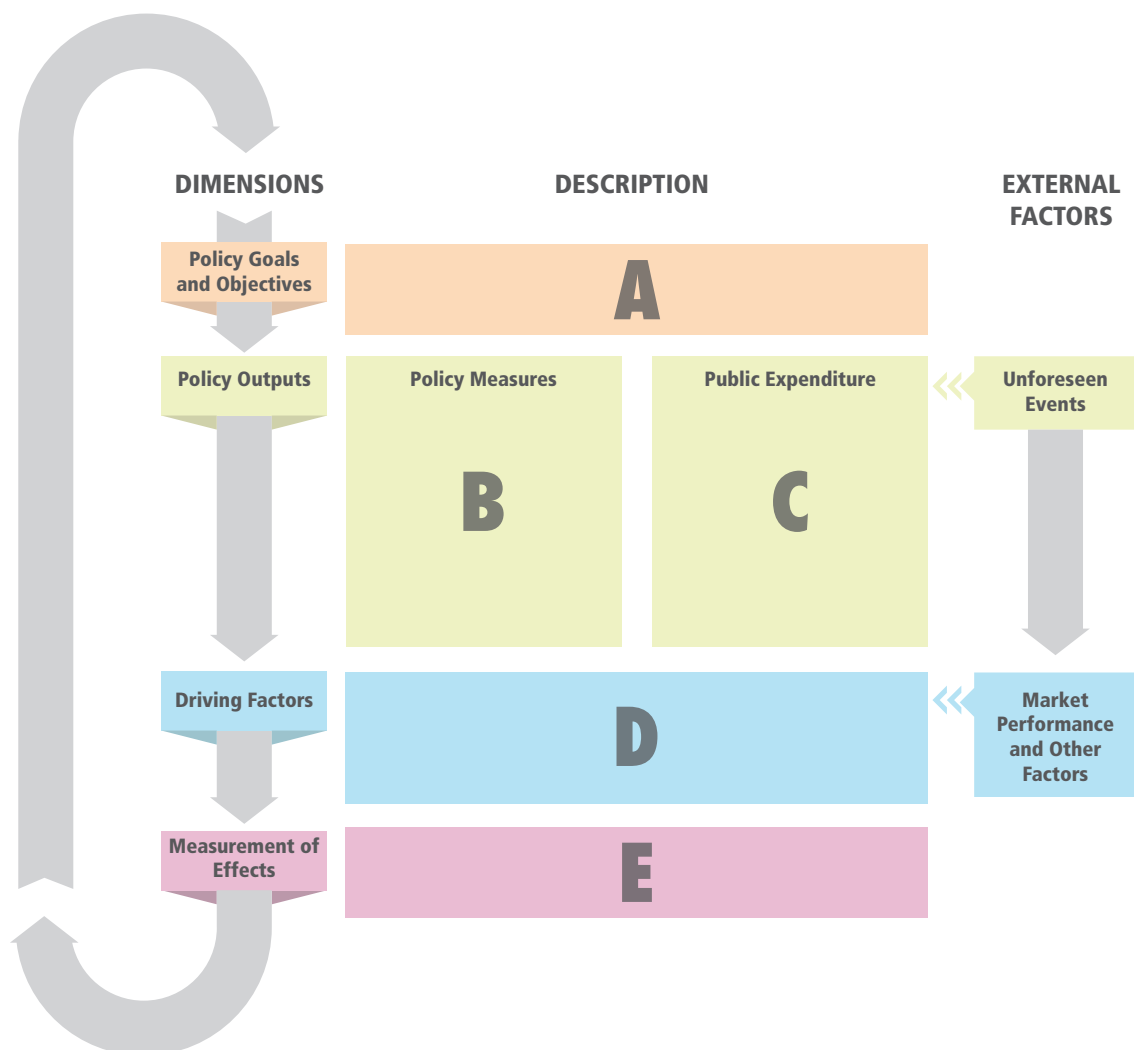 DIMENSIONS
DESCRIPTION
EXTERNAL
FACTORS
Policy Goals
and Objectives
A
Policy Outputs
Policy Measures
B
Public Expenditure
C
Unforeseen
Events
Driving Factors
D
Market
Performance
and Other
Factors
Measurement of
Effects
E